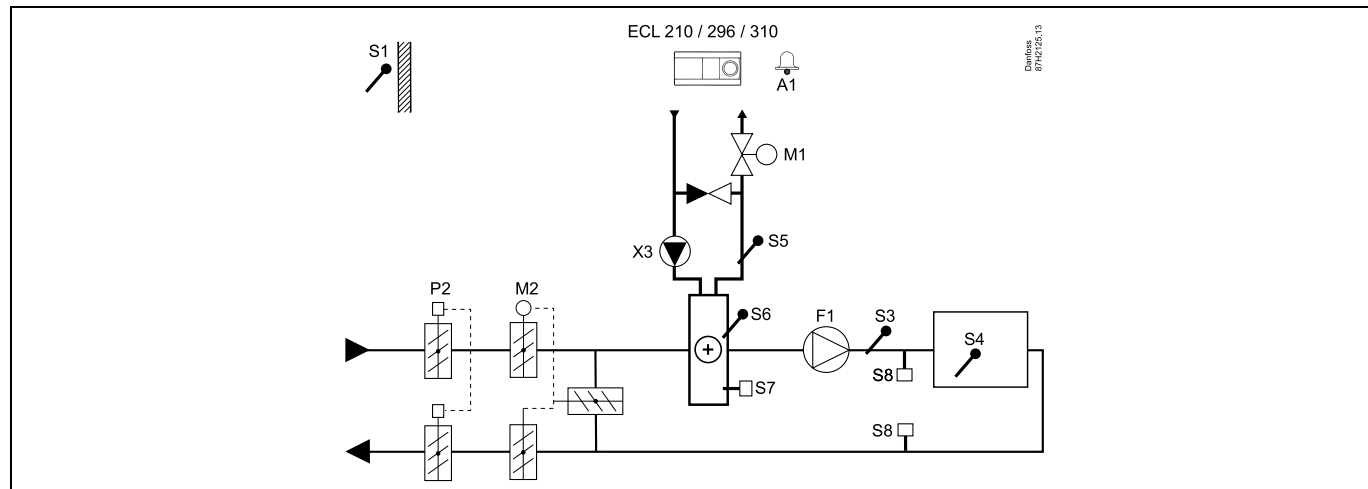 ECL 210 / 296 / 310
S1
A1
Danfoss
87H2125.13
M1
S5
X3
P2
M2
S6
F1
S3
S4
S7
S8
S8